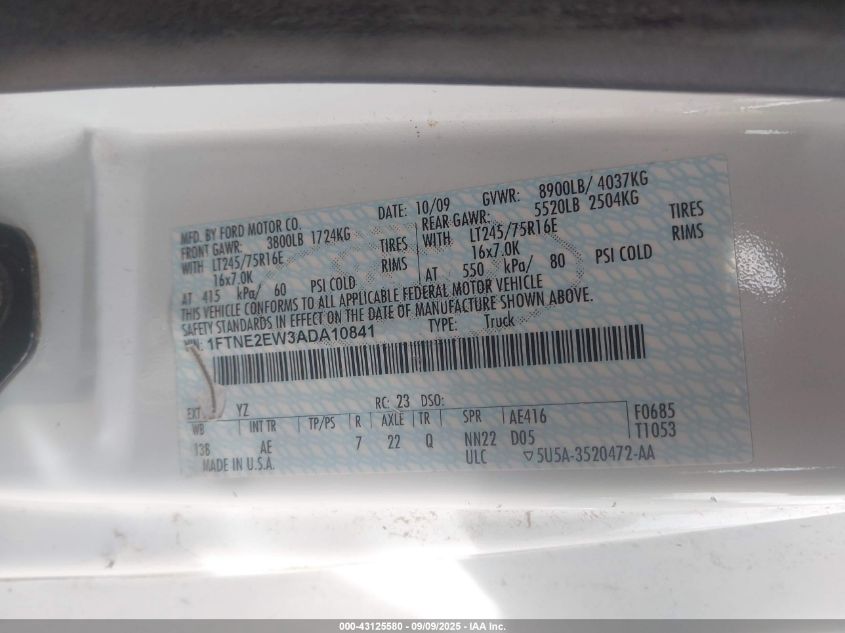 MFD. BY FORD MOTOR CO. DATE: 10/09 GVWR: 8900LB/ 4037KG
FRONT GAWR: 3800LB 1724KG REAR GAWR: 5520LB 2504KG
WITH LT245/75R16E TIRES WITH LT245/75R16E TIRES
16x7.0K RIMS 16x7.0K RIMS
AT 415 kPa/ 60 PSI COLD AT 550 kPa/ 80 PSI COLD
THIS VEHICLE CONFORMS TO ALL APPLICABLE FEDERAL MOTOR VEHICLE
SAFETY STANDARDS IN EFFECT ON THE DATE OF MANUFACTURE SHOWN ABOVE.
VIN: 1FTNE2EW3ADA10841 TYPE: Truck
EXT YZ RC: 23 DSO:
WB INT TR TP/PS R AXLE TR SPR AE416 F0685
138 AE 7 22 Q NN22 D05 T1053
MADE IN U.S.A. ULC ▽5U5A-3520472-AA
000-43125580 - 09/09/2025 - IAA Inc.